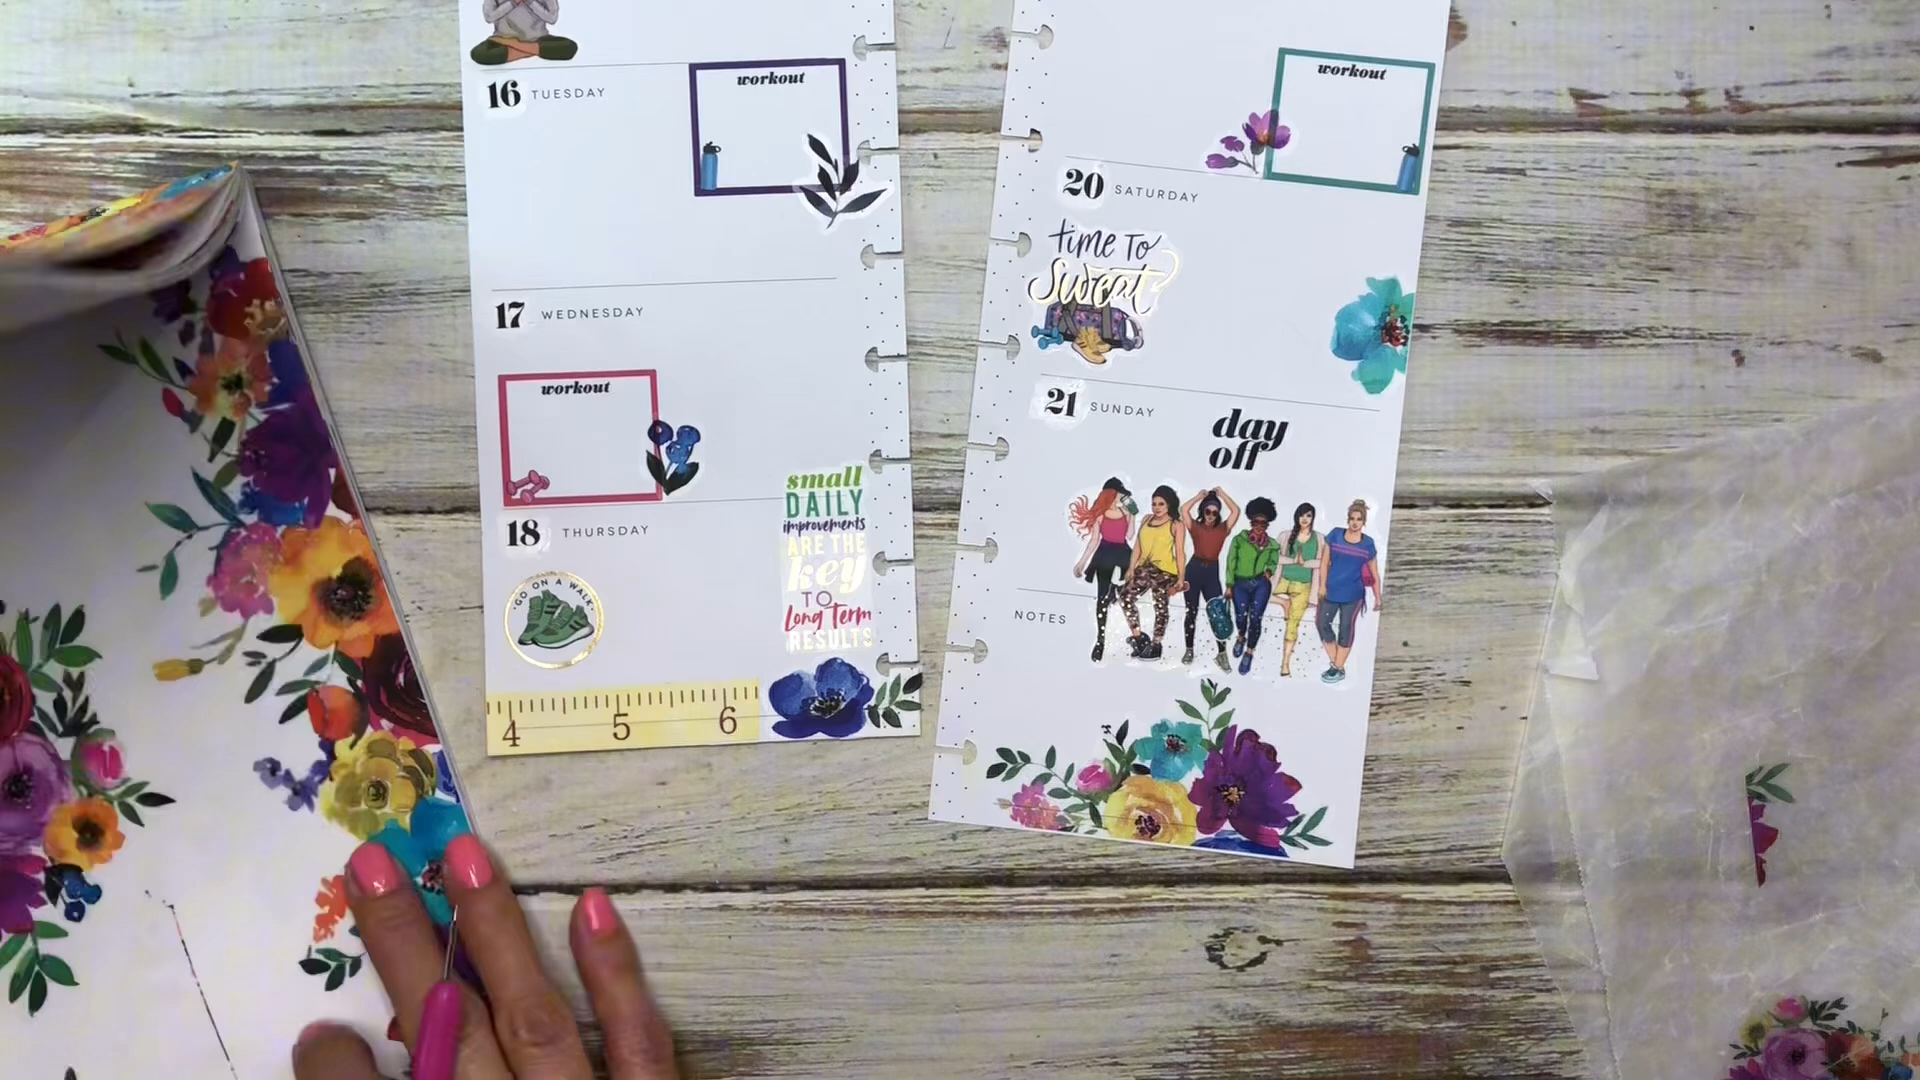 workout
16 TUESDAY
17 WEDNESDAY
workout
small
DAILY
improvements
ARE THE
key
TO
Long Term
RESULTS
18 THURSDAY
GO ON A WALK
4 5 6
workout
20 SATURDAY
time to
Sweat
21 SUNDAY
day
off
NOTES